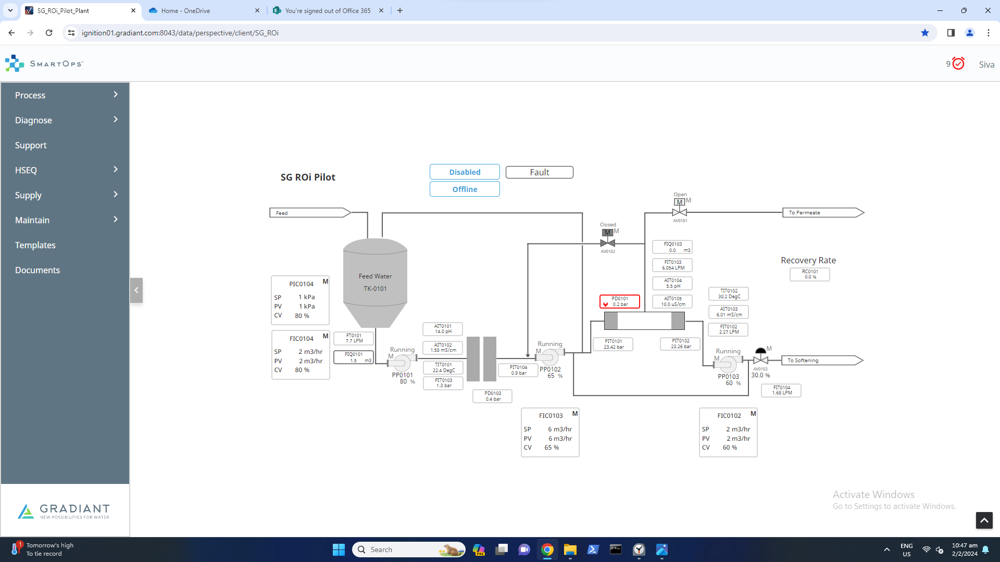 SG_ROi_Pilot_Plant
Home - OneDrive
You're signed out of Office 365
ignition01.gradiant.com:8043/data/perspective/client/SG_ROi
SMARTOPS
9
Siva
Process
Diagnose
Support
HSEQ
Supply
Maintain
Templates
Documents
GRADIANT
NEW POSSIBILITIES FOR WATER
SG ROi Pilot
Disabled
Fault
Offline
Feed
Open
M M
AV0101
To Permeate
Closed
M M
AV0102
Feed Water
TK-0101
FIQ0103
0.0 m3
FIT0103
6.054 LPM
AIT0104
5.5 pH
AIT0105
10.0 uS/cm
Recovery Rate
RC0101
0.0 %
PD0101
0.2 bar
TIT0102
30.2 DegC
AIT0103
6.01 mS/cm
FIT0102
2.27 LPM
PIC0104 M
SP 1 kPa
PV 1 kPa
CV 80 %
FIC0104 M
SP 2 m3/hr
PV 2 m3/hr
CV 80 %
FT0101
7.7 LPM
FIQ0101
1.5 m3
Running
M
PP0101
80 %
AIT0101
14.0 pH
AIT0102
1.58 mS/cm
TIT0101
22.4 DegC
PIT0103
1.3 bar
PD0103
0.4 bar
PIT0104
0.9 bar
Running
M
PP0102
65 %
PIT0101
23.42 bar
PIT0102
23.26 bar
Running
M
PP0103
60 %
M
AV0103
30.0 %
To Softening
FIT0104
1.68 LPM
FIC0103 M
SP 6 m3/hr
PV 6 m3/hr
CV 65 %
FIC0102 M
SP 2 m3/hr
PV 2 m3/hr
CV 60 %
Activate Windows
Go to Settings to activate Windows.
1
Tomorrow's high
To tie record
Search
PRE
ENG
US
10:47 am
2/2/2024